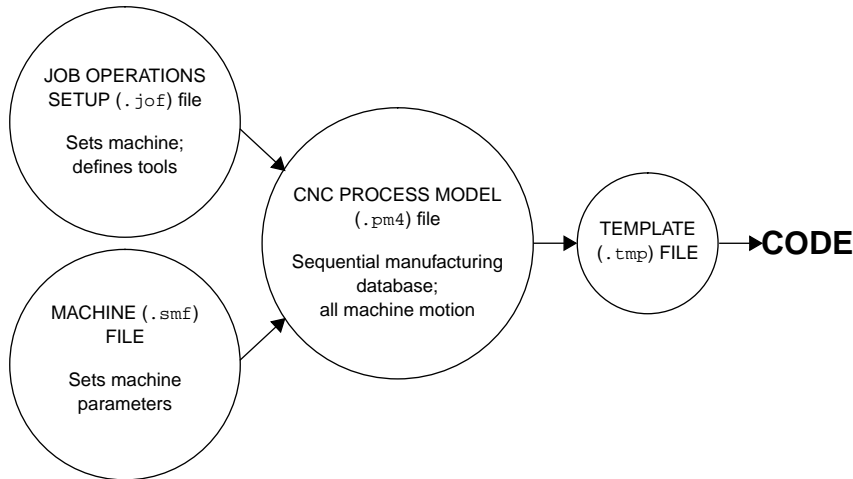 JOB OPERATIONS
SETUP (.jof) file
Sets machine;
defines tools
MACHINE (.smf)
FILE
Sets machine
parameters
CNC PROCESS MODEL
(.pm4) file
Sequential manufacturing
database;
all machine motion
TEMPLATE
(.tmp) FILE
CODE